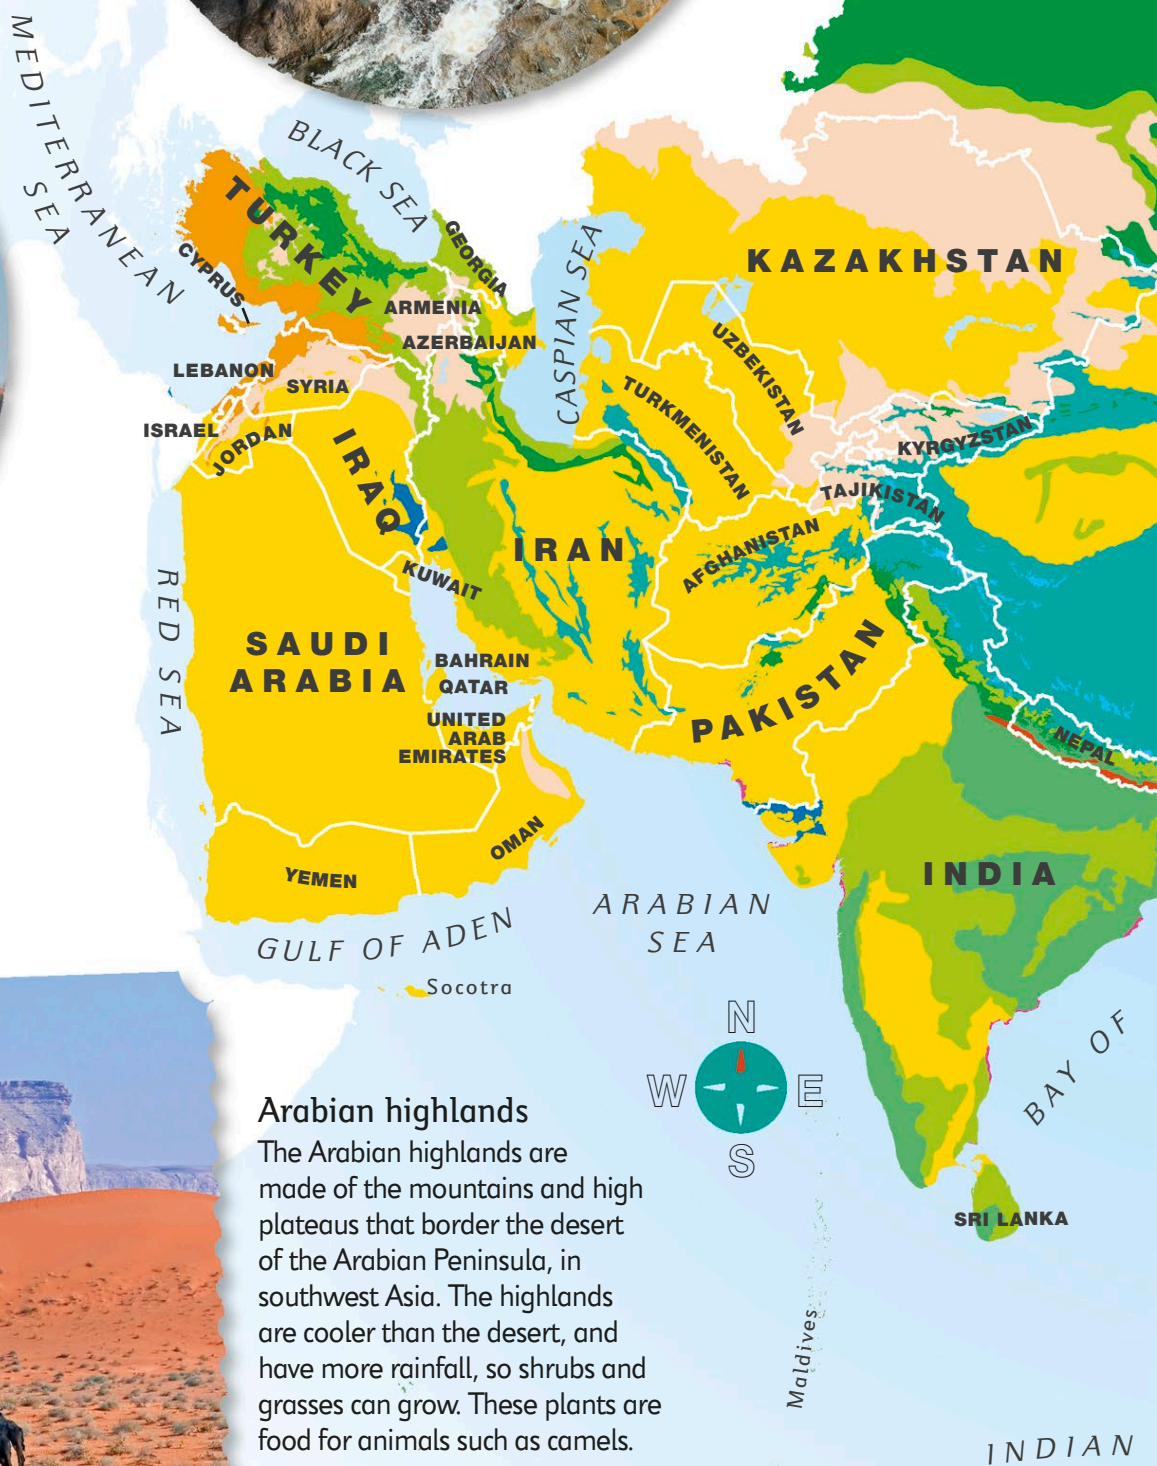 MEDITERRANEAN
SEA
BLACK SEA
TURKEY
GEORGIA
CYPRUS
ARMENIA
AZERBAIJAN
CASPIAN SEA
KAZAKHSTAN
UZBEKISTAN
TURKMENISTAN
KYRGYZSTAN
TAJIKISTAN
LEBANON
SYRIA
ISRAEL
JORDAN
IRAQ
IRAN
AFGHANISTAN
KUWAIT
RED SEA
SAUDI
ARABIA
BAHRAIN
QATAR
UNITED
ARAB
EMIRATES
PAKISTAN
NEPAL
OMAN
YEMEN
INDIA
GULF OF ADEN
ARABIAN
SEA
Socotra
N
W
E
S
BAY OF
SRI LANKA
Maldives
INDIAN
Arabian highlands
The Arabian highlands are
made of the mountains and high
plateaus that border the desert
of the Arabian Peninsula, in
southwest Asia. The highlands
are cooler than the desert, and
have more rainfall, so shrubs and
grasses can grow. These plants are
food for animals such as camels.